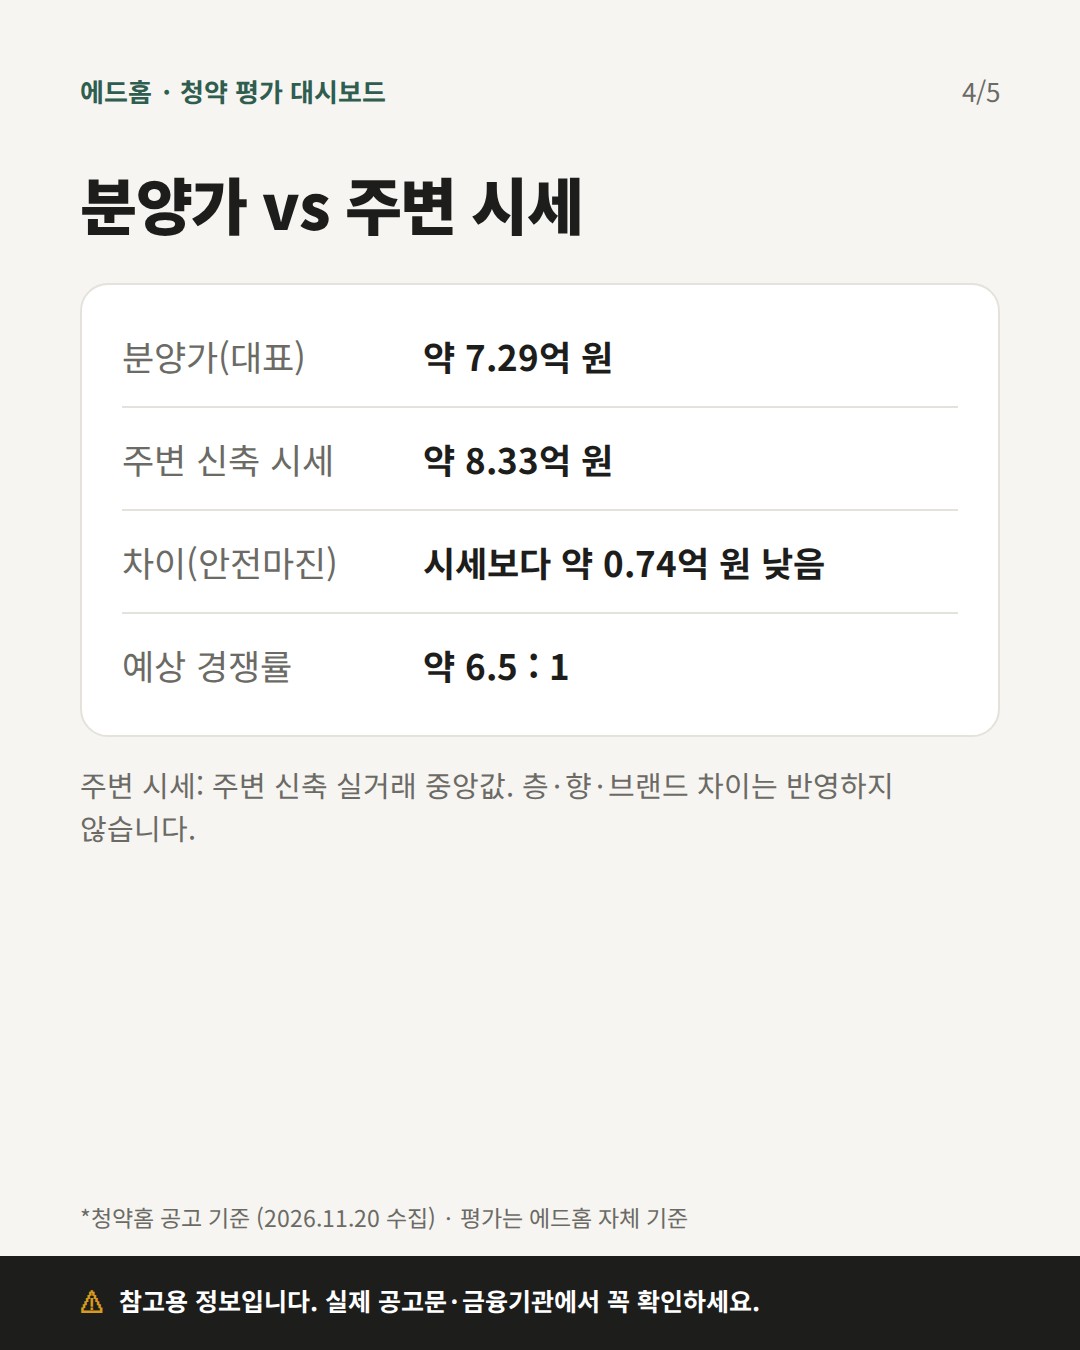 에드홈 · 청약 평가 대시보드
4/5
분양가 vs 주변 시세
분양가(대표) 약 7.29억 원
주변 신축 시세 약 8.33억 원
차이(안전마진) 시세보다 약 0.74억 원 낮음
예상 경쟁률 약 6.5 : 1
주변 시세: 주변 신축 실거래 중앙값. 층·향·브랜드 차이는 반영하지
않습니다.
*청약홈 공고 기준 (2026.11.20 수집) · 평가는 에드홈 자체 기준
⚠ 참고용 정보입니다. 실제 공고문·금융기관에서 꼭 확인하세요.